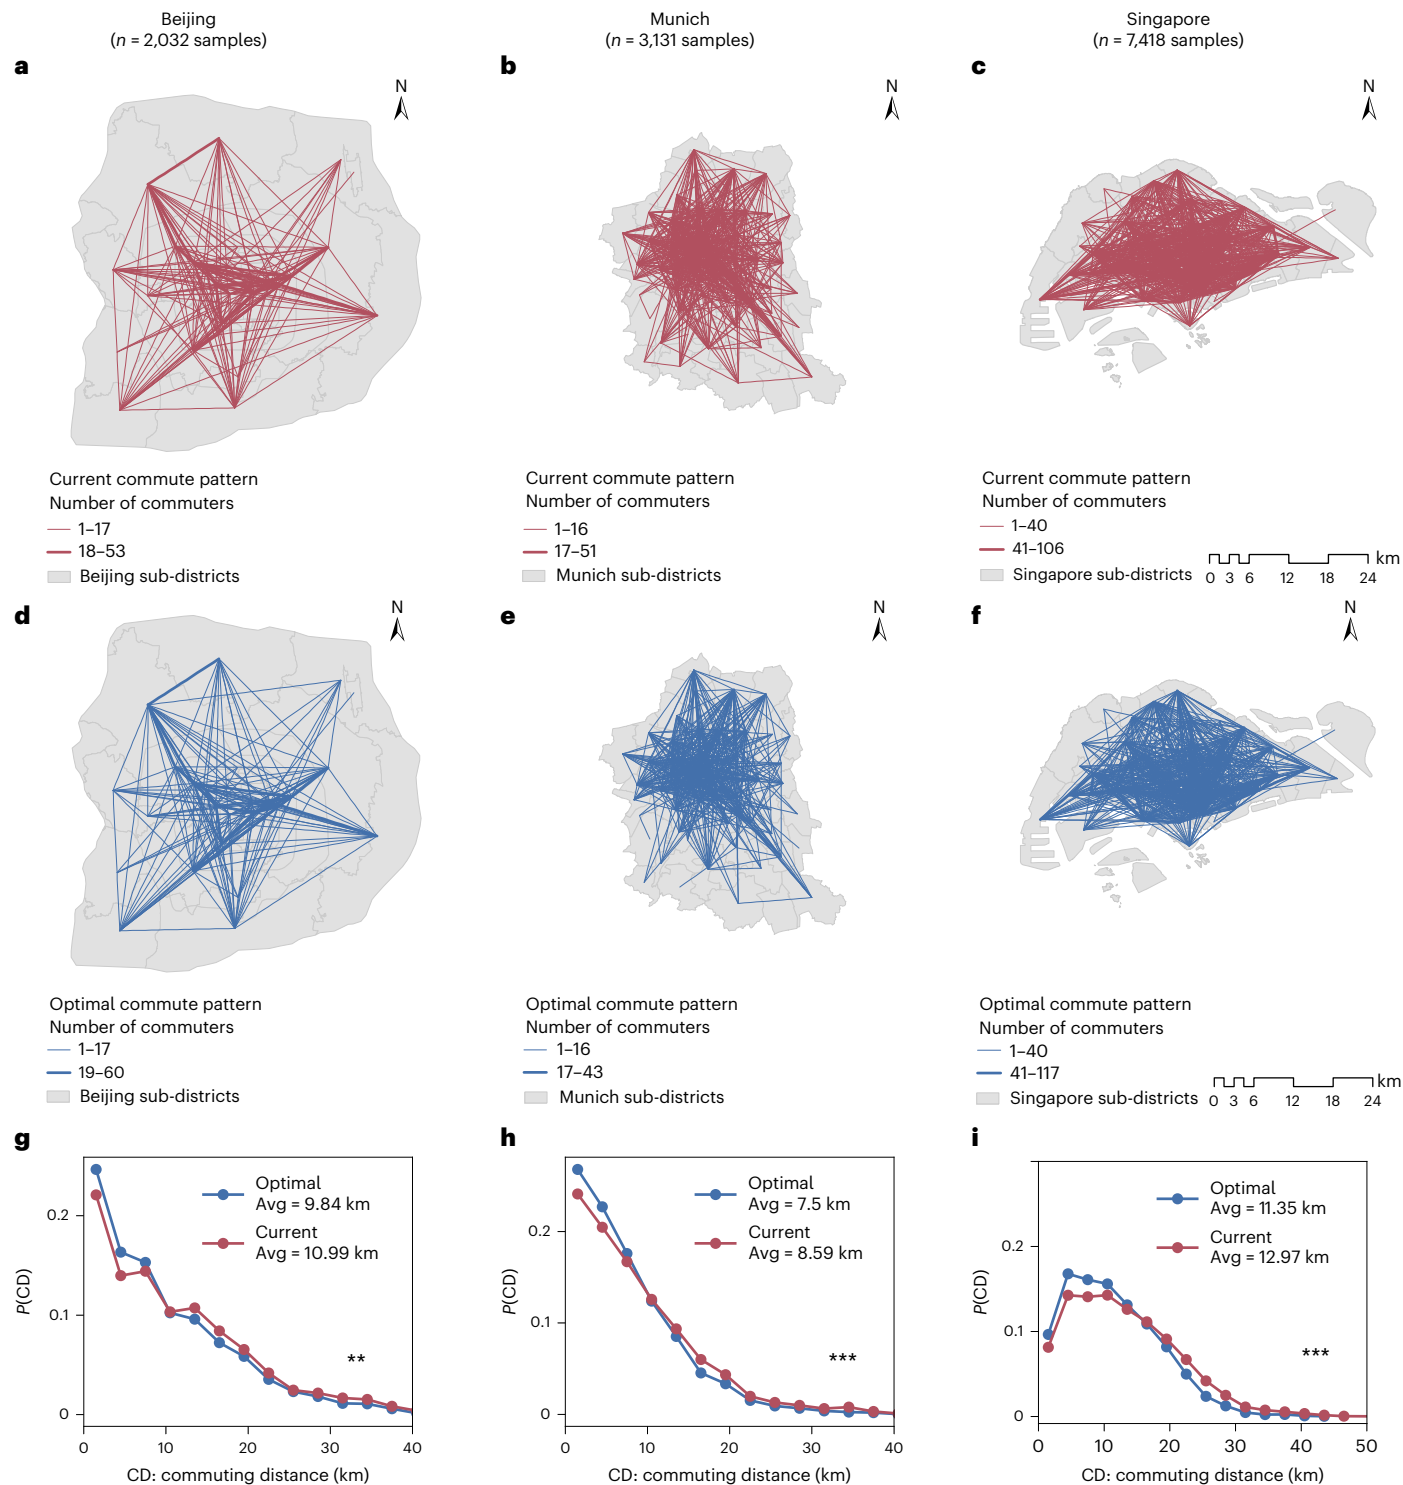 Beijing
(n = 2,032 samples)
Munich
(n = 3,131 samples)
Singapore
(n = 7,418 samples)
a
N
b
N
c
N
Current commute pattern
Number of commuters
1–17
18–53
Beijing sub-districts
Current commute pattern
Number of commuters
1–16
17–51
Munich sub-districts
Current commute pattern
Number of commuters
1–40
41–106
Singapore sub-districts
km
0 3 6 12 18 24
d
N
e
N
f
N
Optimal commute pattern
Number of commuters
1–17
19–60
Beijing sub-districts
Optimal commute pattern
Number of commuters
1–16
17–43
Munich sub-districts
Optimal commute pattern
Number of commuters
1–40
41–117
Singapore sub-districts
km
0 3 6 12 18 24
g
Optimal
Avg = 9.84 km
Current
Avg = 10.99 km
0.2
0.1
0
P(CD)
**
0 10 20 30 40
CD: commuting distance (km)
h
Optimal
Avg = 7.5 km
Current
Avg = 8.59 km
0.2
0.1
0
P(CD)
***
0 10 20 30 40
CD: commuting distance (km)
i
Optimal
Avg = 11.35 km
Current
Avg = 12.97 km
0.2
0.1
0
P(CD)
***
0 10 20 30 40 50
CD: commuting distance (km)